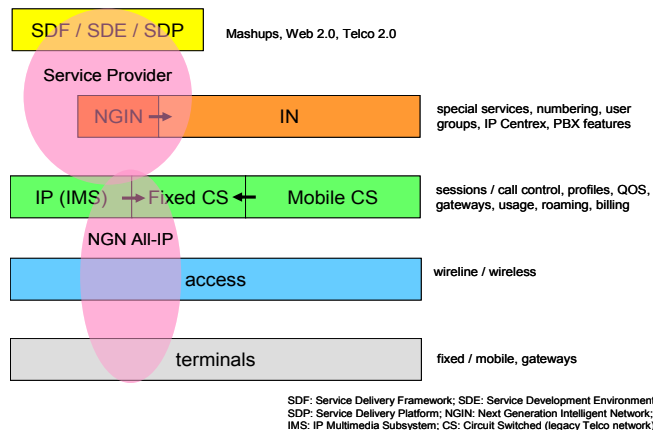 SDF / SDE / SDP
Mashups, Web 2.0, Telco 2.0
Service Provider
NGIN
IN
special services, numbering, user
groups, IP Centrex, PBX features
IP (IMS)
Fixed CS
Mobile CS
sessions / call control, profiles, QOS,
gateways, usage, roaming, billing
NGN All-IP
access
wireline / wireless
terminals
fixed / mobile, gateways
SDF: Service Delivery Framework; SDE: Service Development Environment
SDP: Service Delivery Platform; NGIN: Next Generation Intelligent Network;
IMS: IP Multimedia Subsystem; CS: Circuit Switched (legacy Telco network)